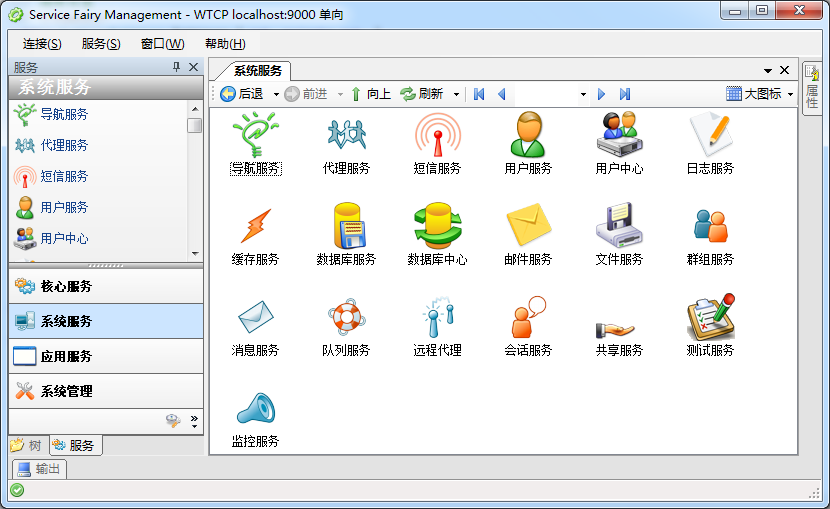 Service Fairy Management - WTCP localhost:9000 单向
连接(S) 服务(S) 窗口(W) 帮助(H)
服务
系统服务
导航服务
代理服务
短信服务
用户服务
用户中心
核心服务
系统服务
应用服务
系统管理
树 服务
输出
系统服务
后退 前进 向上 刷新 大图标
导航服务 代理服务 短信服务 用户服务 用户中心 日志服务
缓存服务 数据库服务 数据库中心 邮件服务 文件服务 群组服务
消息服务 队列服务 远程代理 会话服务 共享服务 测试服务
监控服务
属性